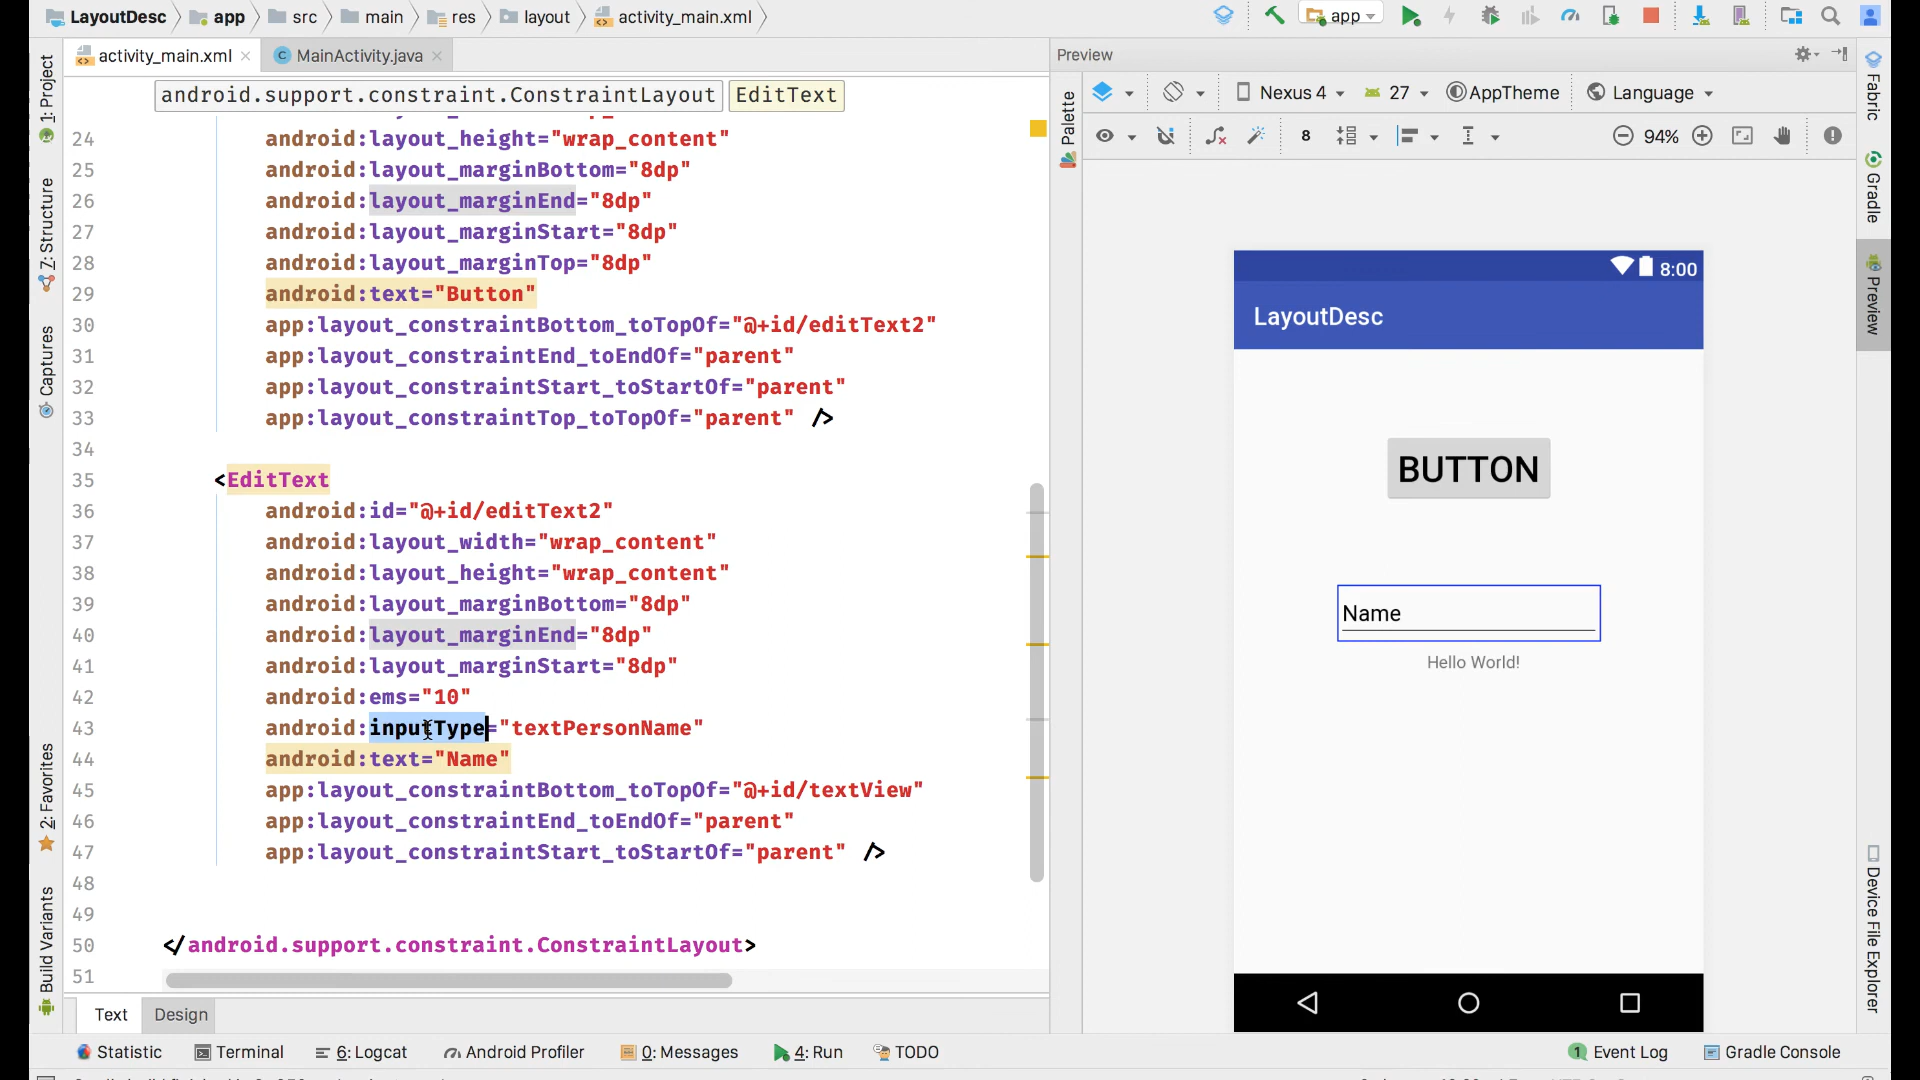 LayoutDesc app src main res layout activity_main.xml app
activity_main.xml MainActivity.java Preview
android.support.constraint.ConstraintLayout EditText
Nexus 4 27 AppTheme Language
8 94%
24 android:layout_height="wrap_content"
25 android:layout_marginBottom="8dp"
26 android:layout_marginEnd="8dp"
27 android:layout_marginStart="8dp"
28 android:layout_marginTop="8dp"
29 android:text="Button"
30 app:layout_constraintBottom_toTopOf="@+id/editText2"
31 app:layout_constraintEnd_toEndOf="parent"
32 app:layout_constraintStart_toStartOf="parent"
33 app:layout_constraintTop_toTopOf="parent" />
34
35 <EditText
36 android:id="@+id/editText2"
37 android:layout_width="wrap_content"
38 android:layout_height="wrap_content"
39 android:layout_marginBottom="8dp"
40 android:layout_marginEnd="8dp"
41 android:layout_marginStart="8dp"
42 android:ems="10"
43 android:inputType="textPersonName"
44 android:text="Name"
45 app:layout_constraintBottom_toTopOf="@+id/textView"
46 app:layout_constraintEnd_toEndOf="parent"
47 app:layout_constraintStart_toStartOf="parent" />
48
49
50 </android.support.constraint.ConstraintLayout>
51
Text Design
1: Project
7: Structure
Captures
2: Favorites
Build Variants
Palette
8:00
LayoutDesc
BUTTON
Name
Hello World!
Fabric
Gradle
Preview
Device File Explorer
Statistic Terminal 6: Logcat Android Profiler 0: Messages 4: Run TODO 1 Event Log Gradle Console